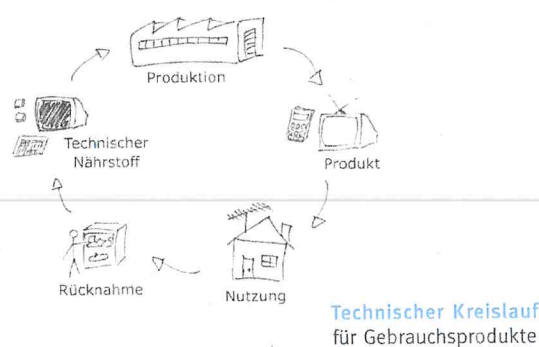 Produktion
Produkt
Nutzung
Rücknahme
Technischer
Nährstoff
Technischer Kreislauf
für Gebrauchsprodukte